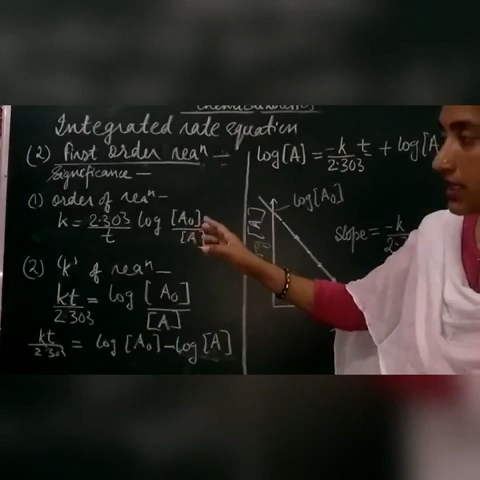 Integrated rate equation
(2) First order reaⁿ :-
Significance -
(1) order of reaⁿ -
k = 2.303/t log [A₀]/[A]
(2) 'k' of reaⁿ -
kt/2.303 = log [A₀]/[A]
kt/2.303 = log [A₀] - log [A]
log [A] = -k t/2.303 + log [A
log [A₀]
[A]
slope = -k/2.